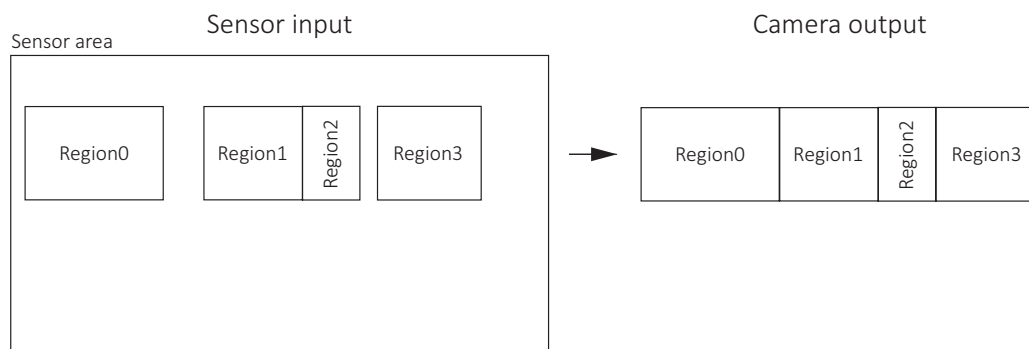 Sensor input
Camera output
Sensor area
Region0
Region1
Region2
Region3
Region0
Region1
Region2
Region3